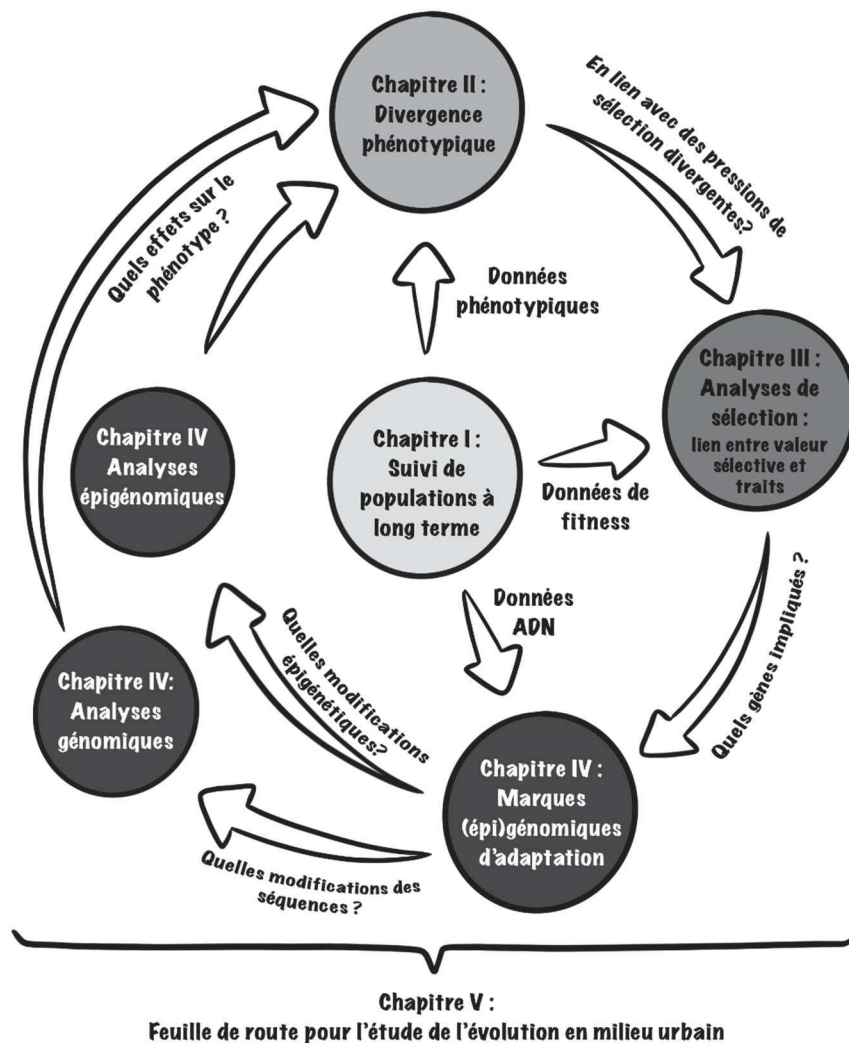 Chapitre II :
Divergence
phénotypique
En lien avec des pressions de
sélection divergentes?
Quels effets sur le
phénotype ?
Données
phénotypiques
Chapitre III :
Analyses de
sélection :
lien entre valeur
sélective et
traits
Chapitre I :
Suivi de
populations à
long terme
Données de
fitness
Chapitre IV
Analyses
épigénomiques
Données
ADN
Quels gènes impliqués ?
Quelles modifications
épigénétiques?
Chapitre IV:
Analyses
génomiques
Chapitre IV :
Marques
(épi)génomiques
d'adaptation
Quelles modifications des
séquences ?
Chapitre V :
Feuille de route pour l'étude de l'évolution en milieu urbain